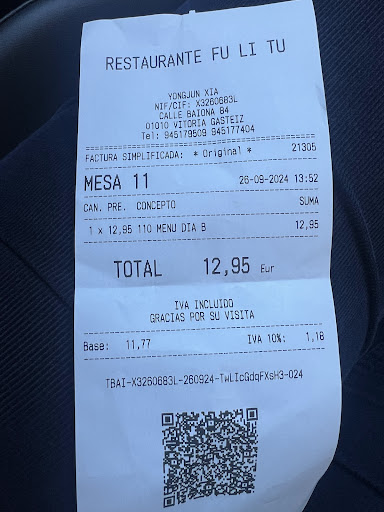 RESTAURANTE FU LI TU
YONGJUN XIA
NIF/CIF: X3260683L
CALLE BAIONA 84
01010 VITORIA GASTEIZ
Tel: 945179509 945177404
FACTURA SIMPLIFICADA: * Original * 21305
MESA 11 26-09-2024 13:52
CAN. PRE. CONCEPTO SUMA
1 x 12,95 110 MENU DIA B 12,95
TOTAL 12,95 Eur
IVA INCLUIDO
GRACIAS POR SU VISITA
Base: 11,77 IVA 10%: 1,18
TBAI-X3260683L-260924-TwLIcGdqFXsH3-024